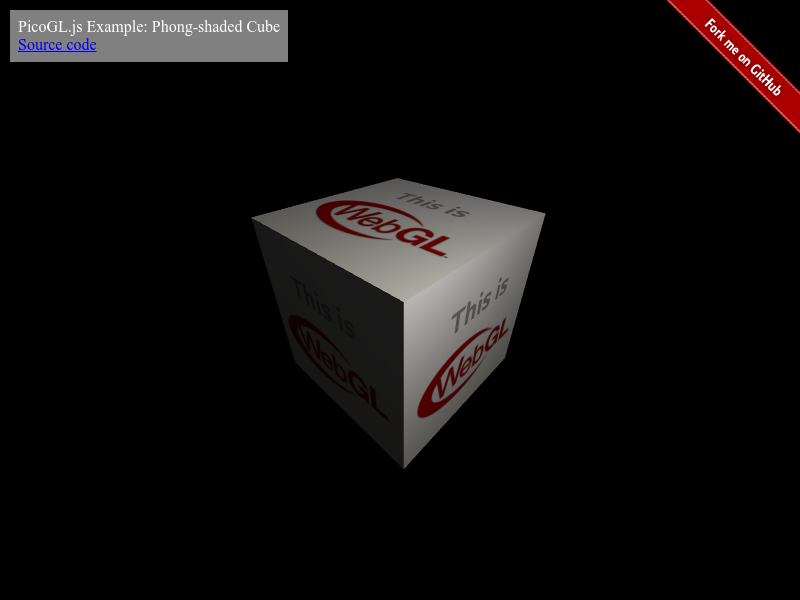 PicoGL.js Example: Phong-shaded Cube
Source code
Fork me on GitHub
This is
WebGL
This is
WebGL
This is
WebGL